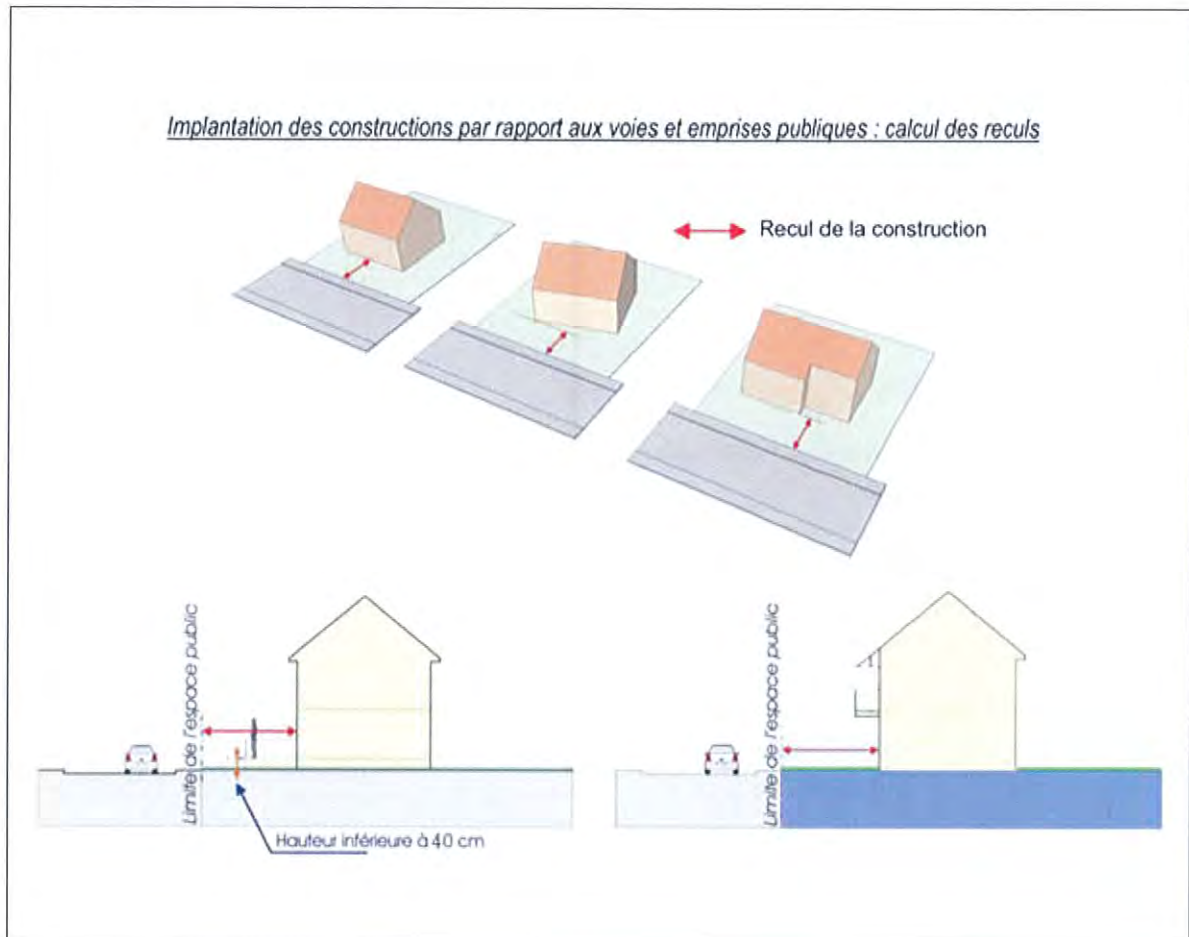 Implantation des constructions par rapport aux voies et emprises publiques : calcul des reculs
Recul de la construction
Limite de l'espace public
Hauteur inférieure à 40 cm
Limite de l'espace public